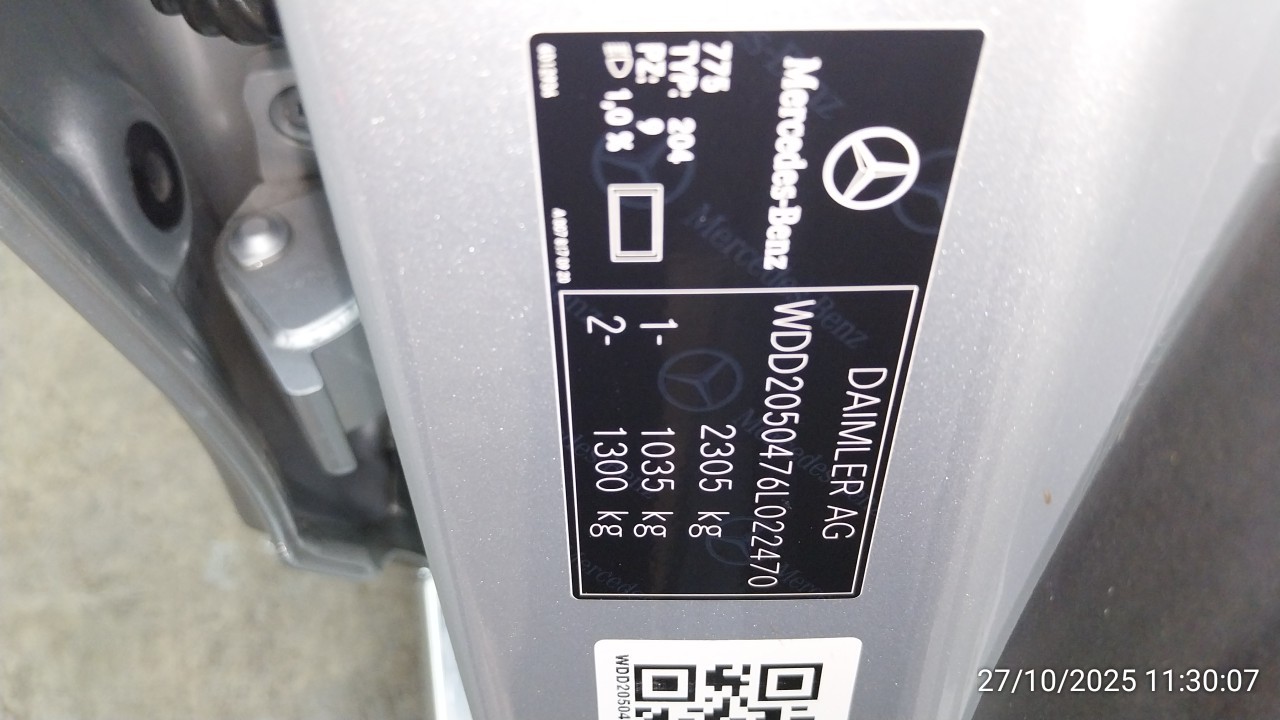 Mercedes-Benz
775
TYP: 204
PZ: 9
ED 1,0 %
DAIMLER AG
WDD2050476L022470
2305 kg
1- 1035 kg
2- 1300 kg
WDD20504
27/10/2025 11:30:07